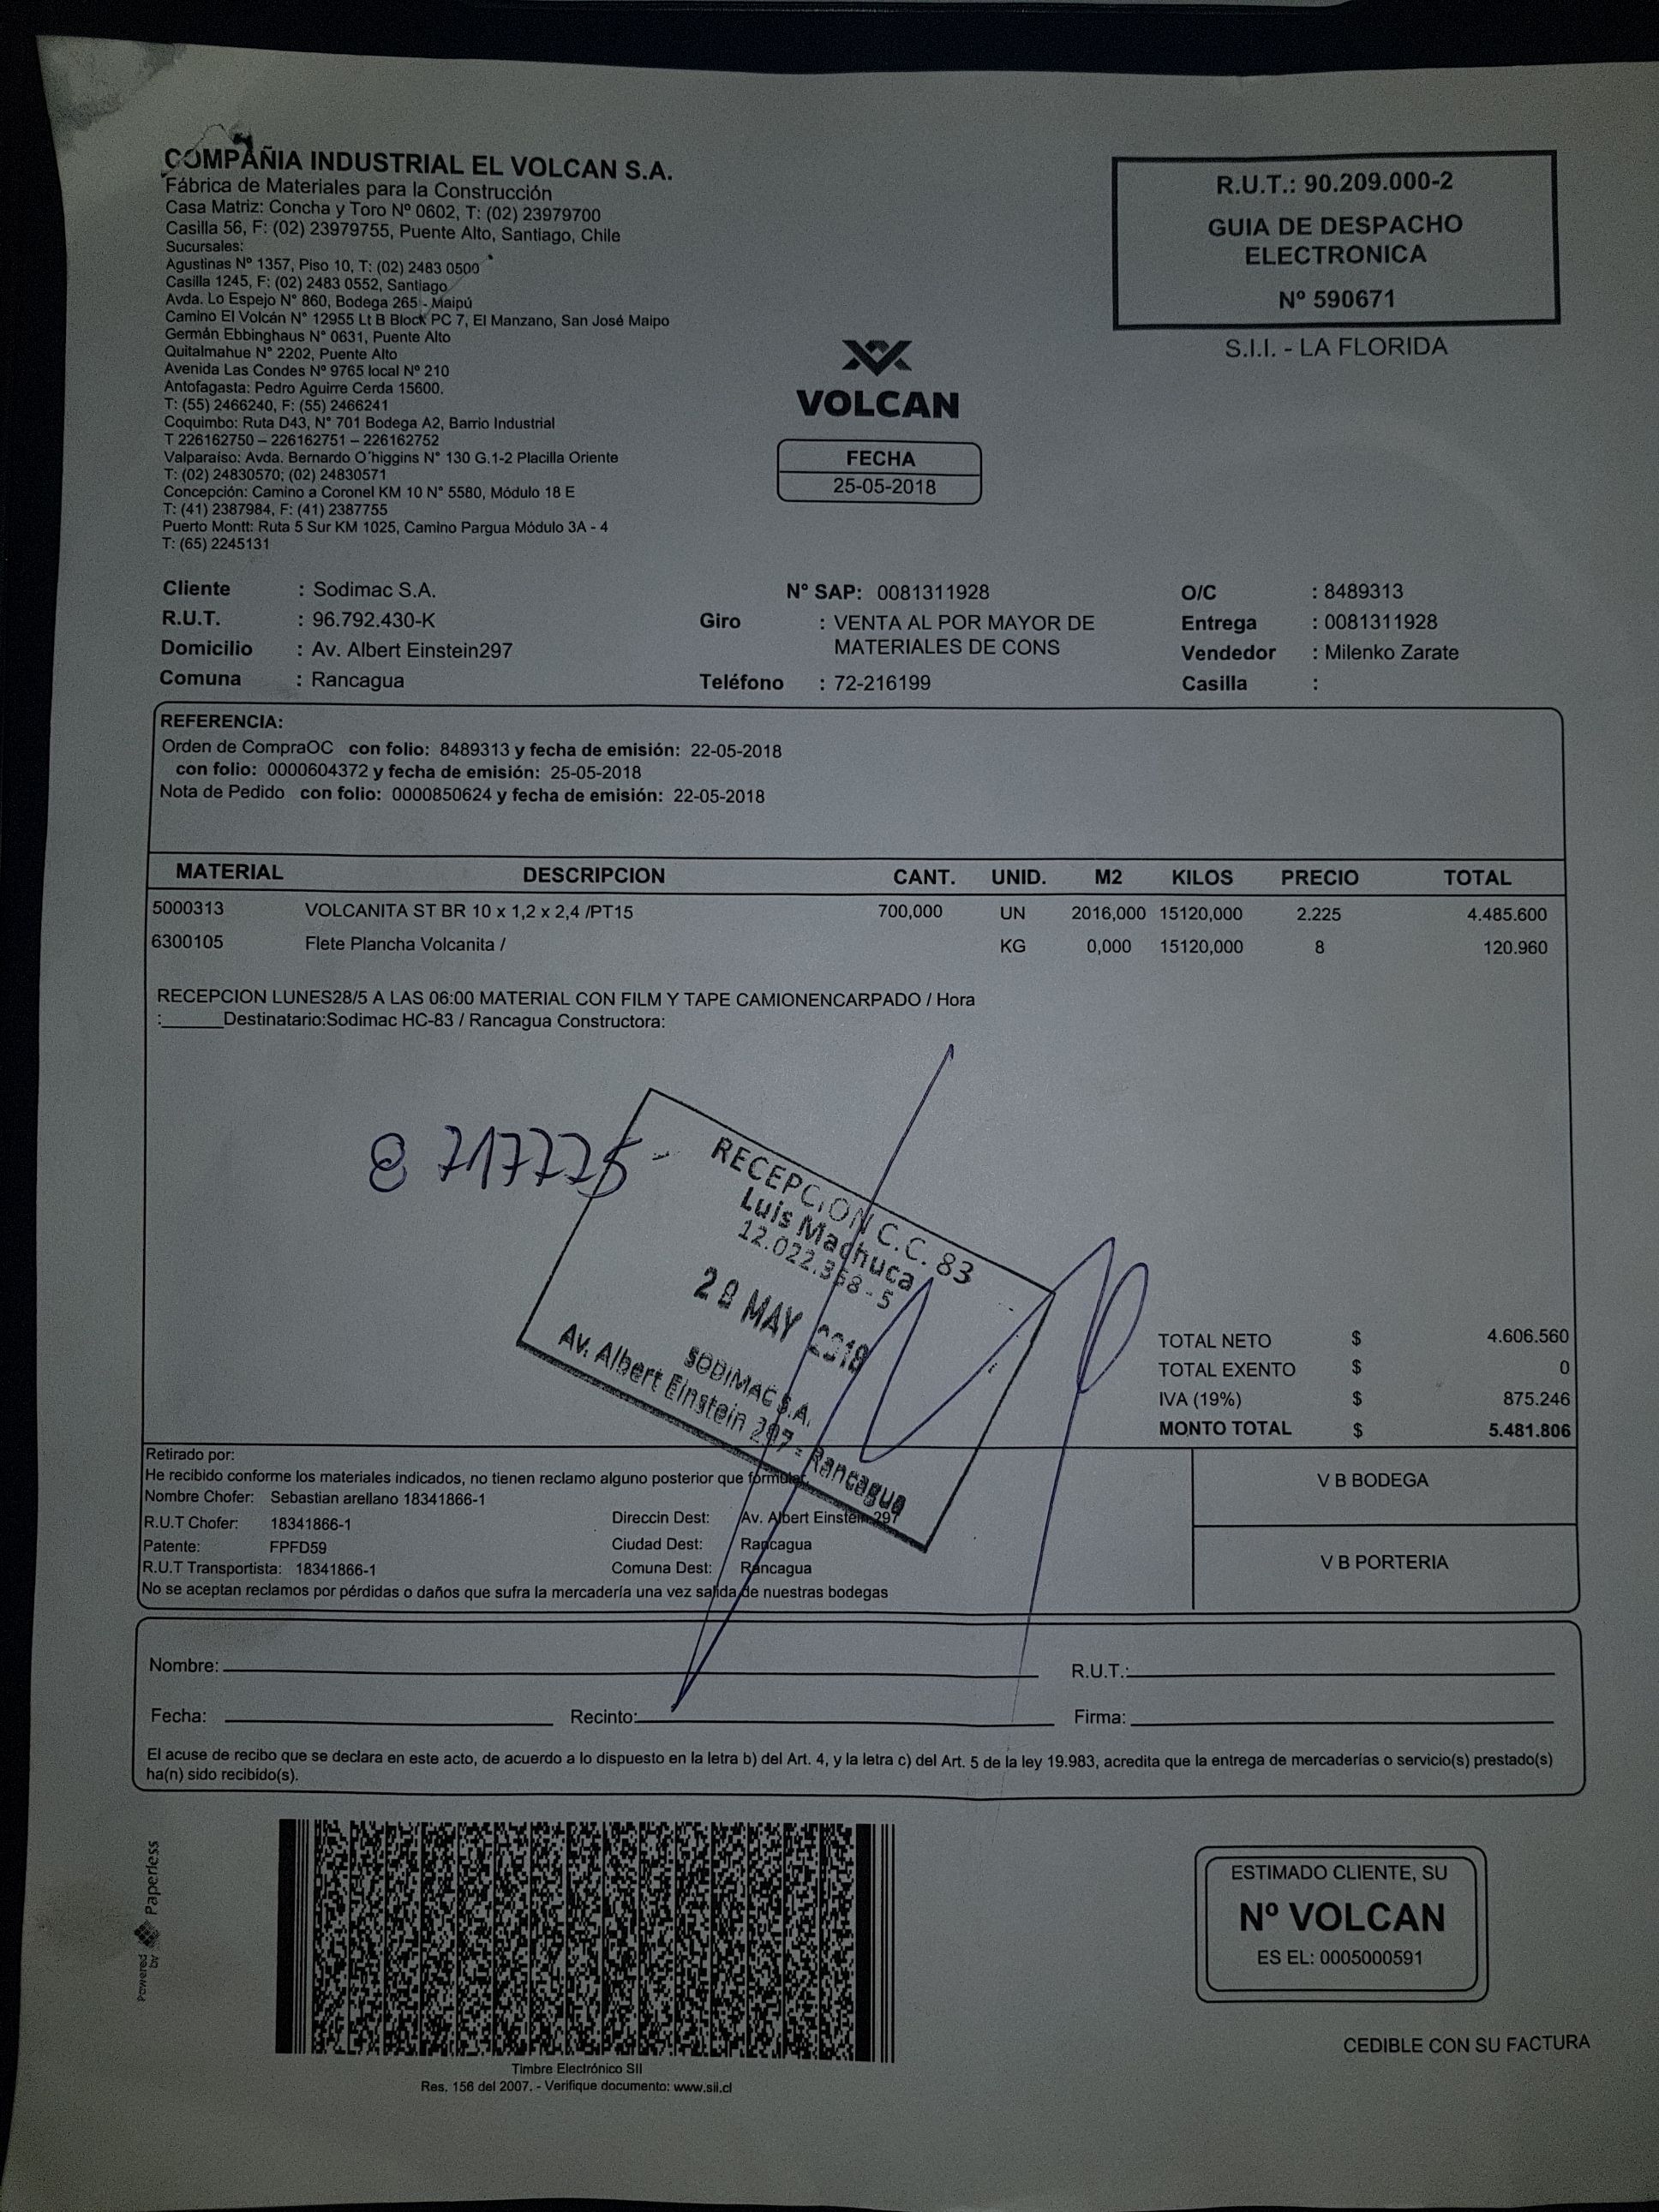 COMPAÑIA INDUSTRIAL EL VOLCAN S.A.
Fábrica de Materiales para la Construcción
Casa Matriz: Concha y Toro Nº 0602, T: (02) 23979700
Casilla 56, F: (02) 23979755, Puente Alto, Santiago, Chile
Sucursales:
Agustinas Nº 1357, Piso 10, T: (02) 2483 0500
Casilla 1245, F: (02) 2483 0552, Santiago
Avda. Lo Espejo N° 860, Bodega 265 - Maipú
Camino El Volcán N° 12955 Lt B Block PC 7, El Manzano, San José Maipo
Germán Ebbinghaus N° 0631, Puente Alto
Quitalmahue N° 2202, Puente Alto
Avenida Las Condes Nº 9765 local Nº 210
Antofagasta: Pedro Aguirre Cerda 15600.
T: (55) 2466240, F: (55) 2466241
Coquimbo: Ruta D43, N° 701 Bodega A2, Barrio Industrial
T 226162750 – 226162751 – 226162752
Valparaíso: Avda. Bernardo O´higgins N° 130 G.1-2 Placilla Oriente
T: (02) 24830570; (02) 24830571
Concepción: Camino a Coronel KM 10 N° 5580, Módulo 18 E
T: (41) 2387984, F: (41) 2387755
Puerto Montt: Ruta 5 Sur KM 1025, Camino Pargua Módulo 3A - 4
T: (65) 2245131
R.U.T.: 90.209.000-2
GUIA DE DESPACHO
ELECTRONICA
Nº 590671
S.I.I. - LA FLORIDA
VOLCAN
FECHA
25-05-2018
Cliente : Sodimac S.A. Nº SAP: 0081311928 O/C : 8489313
R.U.T. : 96.792.430-K Giro : VENTA AL POR MAYOR DE Entrega : 0081311928
MATERIALES DE CONS
Domicilio : Av. Albert Einstein297 Vendedor : Milenko Zarate
Comuna : Rancagua Teléfono : 72-216199 Casilla :
REFERENCIA:
Orden de CompraOC con folio: 8489313 y fecha de emisión: 22-05-2018
con folio: 0000604372 y fecha de emisión: 25-05-2018
Nota de Pedido con folio: 0000850624 y fecha de emisión: 22-05-2018
MATERIAL DESCRIPCION CANT. UNID. M2 KILOS PRECIO TOTAL
5000313 VOLCANITA ST BR 10 x 1,2 x 2,4 /PT15 700,000 UN 2016,000 15120,000 2.225 4.485.600
6300105 Flete Plancha Volcanita / KG 0,000 15120,000 8 120.960
RECEPCION LUNES28/5 A LAS 06:00 MATERIAL CON FILM Y TAPE CAMIONENCARPADO / Hora
:______Destinatario:Sodimac HC-83 / Rancagua Constructora:
8 717775 -
RECEPCION C.C. 83
Luis Machuca
12.022.358-5
28 MAY 2018
SODIMAC S.A.
Av. Albert Einstein 297 - Rancagua
TOTAL NETO $ 4.606.560
TOTAL EXENTO $ 0
IVA (19%) $ 875.246
MONTO TOTAL $ 5.481.806
Retirado por:
He recibido conforme los materiales indicados, no tienen reclamo alguno posterior que formular.
Nombre Chofer: Sebastian arellano 18341866-1
R.U.T Chofer: 18341866-1 Direccin Dest: Av. Albert Einstein 297
Patente: FPFD59 Ciudad Dest: Rancagua
R.U.T Transportista: 18341866-1 Comuna Dest: Rancagua
No se aceptan reclamos por pérdidas o daños que sufra la mercadería una vez salida de nuestras bodegas
V B BODEGA
V B PORTERIA
Nombre: R.U.T.:
Fecha: Recinto: Firma:
El acuse de recibo que se declara en este acto, de acuerdo a lo dispuesto en la letra b) del Art. 4, y la letra c) del Art. 5 de la ley 19.983, acredita que la entrega de mercaderías o servicio(s) prestado(s)
ha(n) sido recibido(s).
Powered by Paperless
Timbre Electrónico SII
Res. 156 del 2007. - Verifique documento: www.sii.cl
ESTIMADO CLIENTE, SU
Nº VOLCAN
ES EL: 0005000591
CEDIBLE CON SU FACTURA